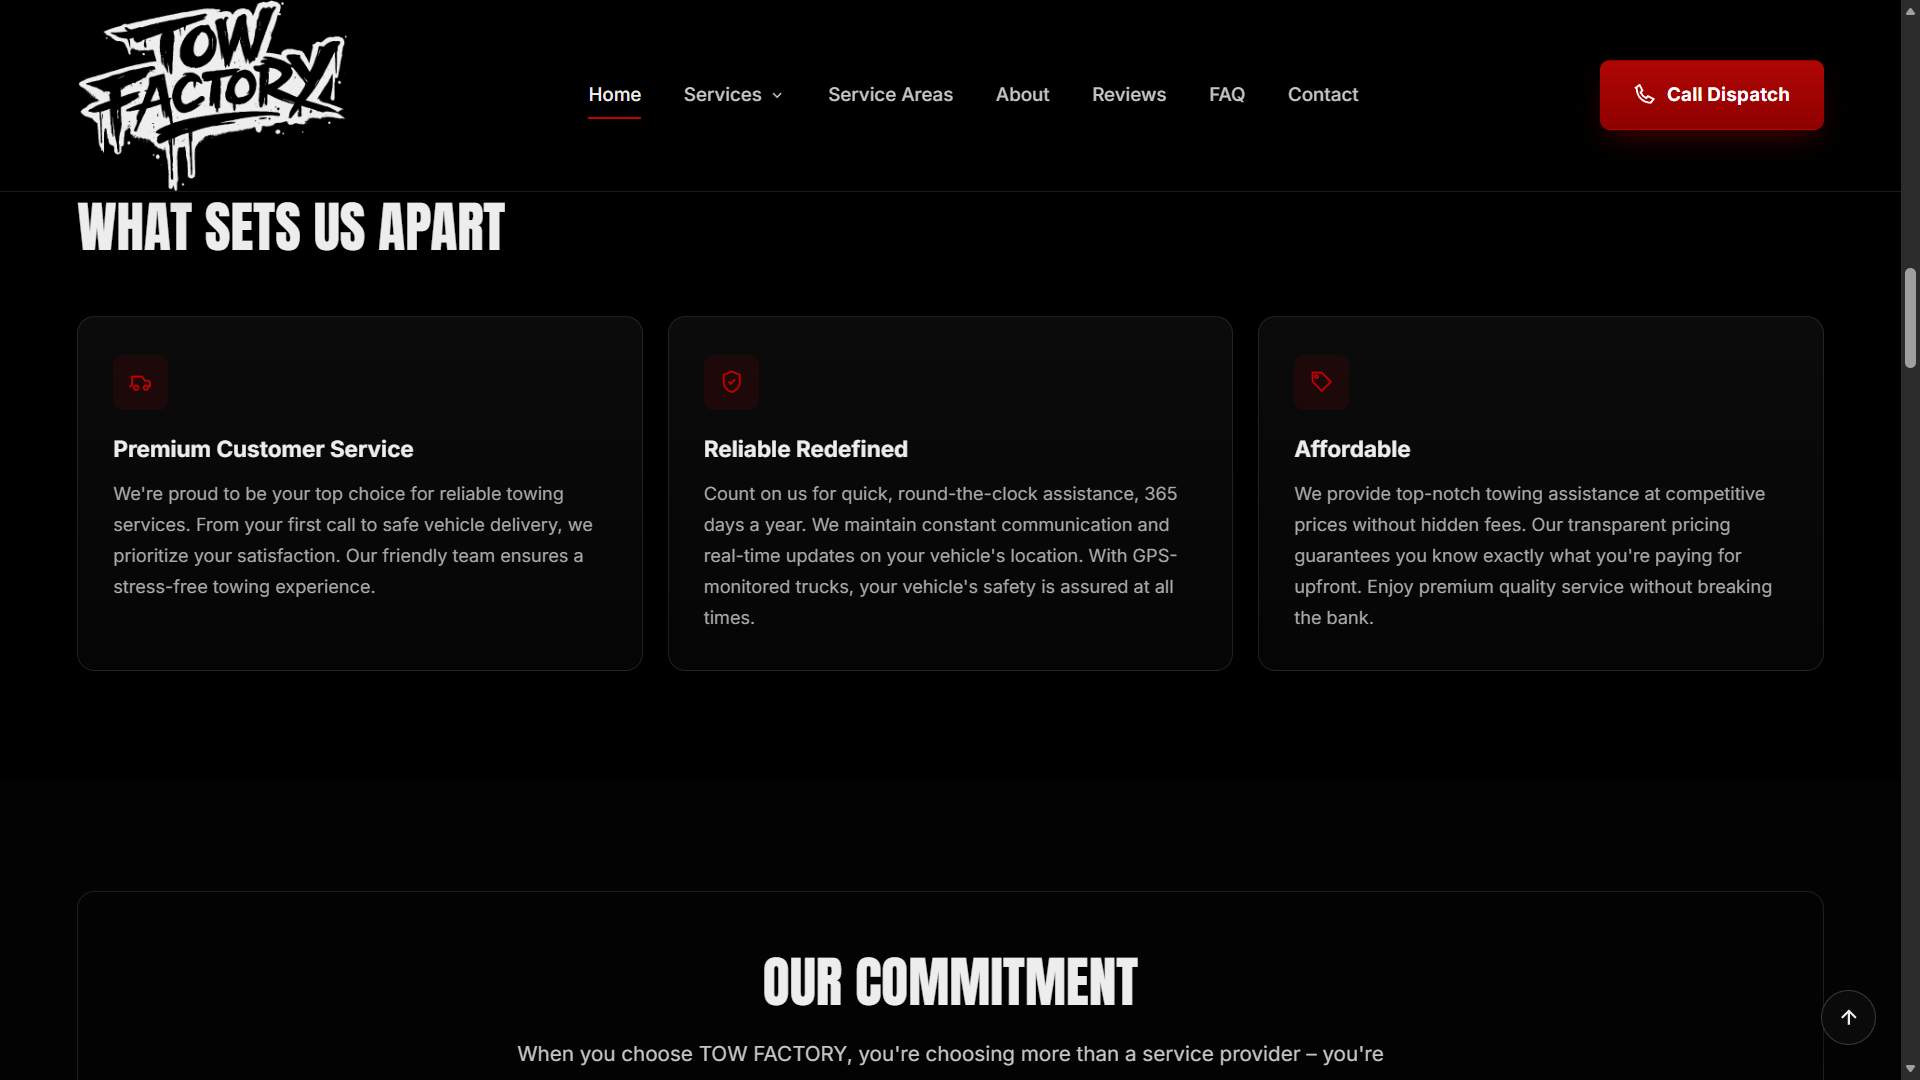 TOW
FACTORY
Home
Services
Service Areas
About
Reviews
FAQ
Contact
Call Dispatch
WHAT SETS US APART
Premium Customer Service
We're proud to be your top choice for reliable towing
services. From your first call to safe vehicle delivery, we
prioritize your satisfaction. Our friendly team ensures a
stress-free towing experience.
Reliable Redefined
Count on us for quick, round-the-clock assistance, 365
days a year. We maintain constant communication and
real-time updates on your vehicle's location. With GPS-
monitored trucks, your vehicle's safety is assured at all
times.
Affordable
We provide top-notch towing assistance at competitive
prices without hidden fees. Our transparent pricing
guarantees you know exactly what you're paying for
upfront. Enjoy premium quality service without breaking
the bank.
OUR COMMITMENT
When you choose TOW FACTORY, you're choosing more than a service provider – you're